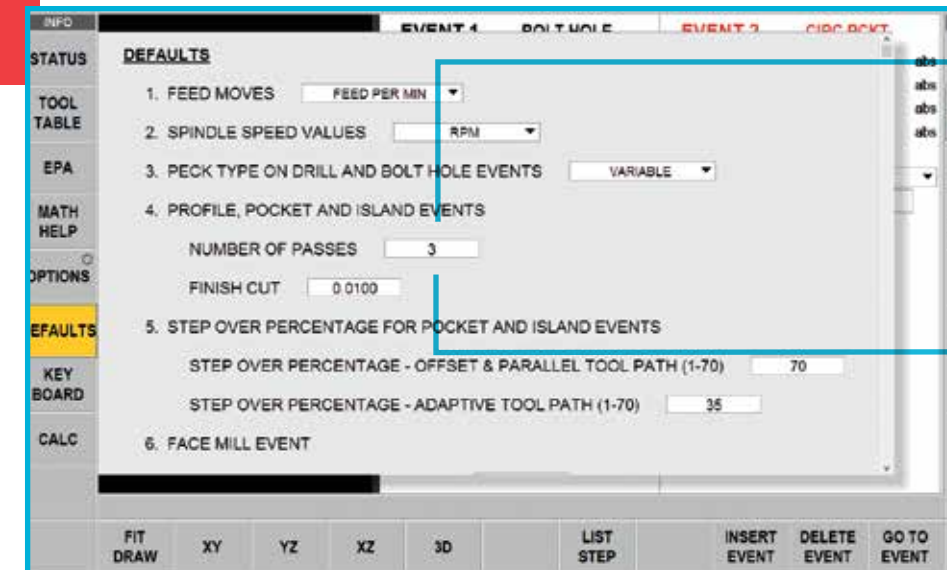 INFO
EVENT 1 BOLT HOLE EVENT 2 CIRC PCKT
STATUS
TOOL
TABLE
EPA
MATH
HELP
OPTIONS
EFAULTS
KEY
BOARD
CALC
DEFAULTS
1. FEED MOVES FEED PER MIN
2. SPINDLE SPEED VALUES RPM
3. PECK TYPE ON DRILL AND BOLT HOLE EVENTS VARIABLE
4. PROFILE, POCKET AND ISLAND EVENTS
NUMBER OF PASSES 3
FINISH CUT 0.0100
5. STEP OVER PERCENTAGE FOR POCKET AND ISLAND EVENTS
STEP OVER PERCENTAGE - OFFSET & PARALLEL TOOL PATH (1-70) 70
STEP OVER PERCENTAGE - ADAPTIVE TOOL PATH (1-70) 35
6. FACE MILL EVENT
abs
abs
abs
abs
FIT
DRAW
XY
YZ
XZ
3D
LIST
STEP
INSERT
EVENT
DELETE
EVENT
GO TO
EVENT